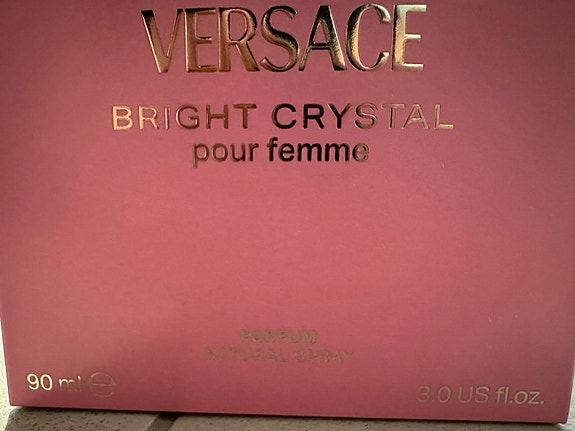 VERSACE
BRIGHT CRYSTAL
pour femme
PARFUM
NATURAL SPRAY
90 ml ℮
3.0 US fl.oz.